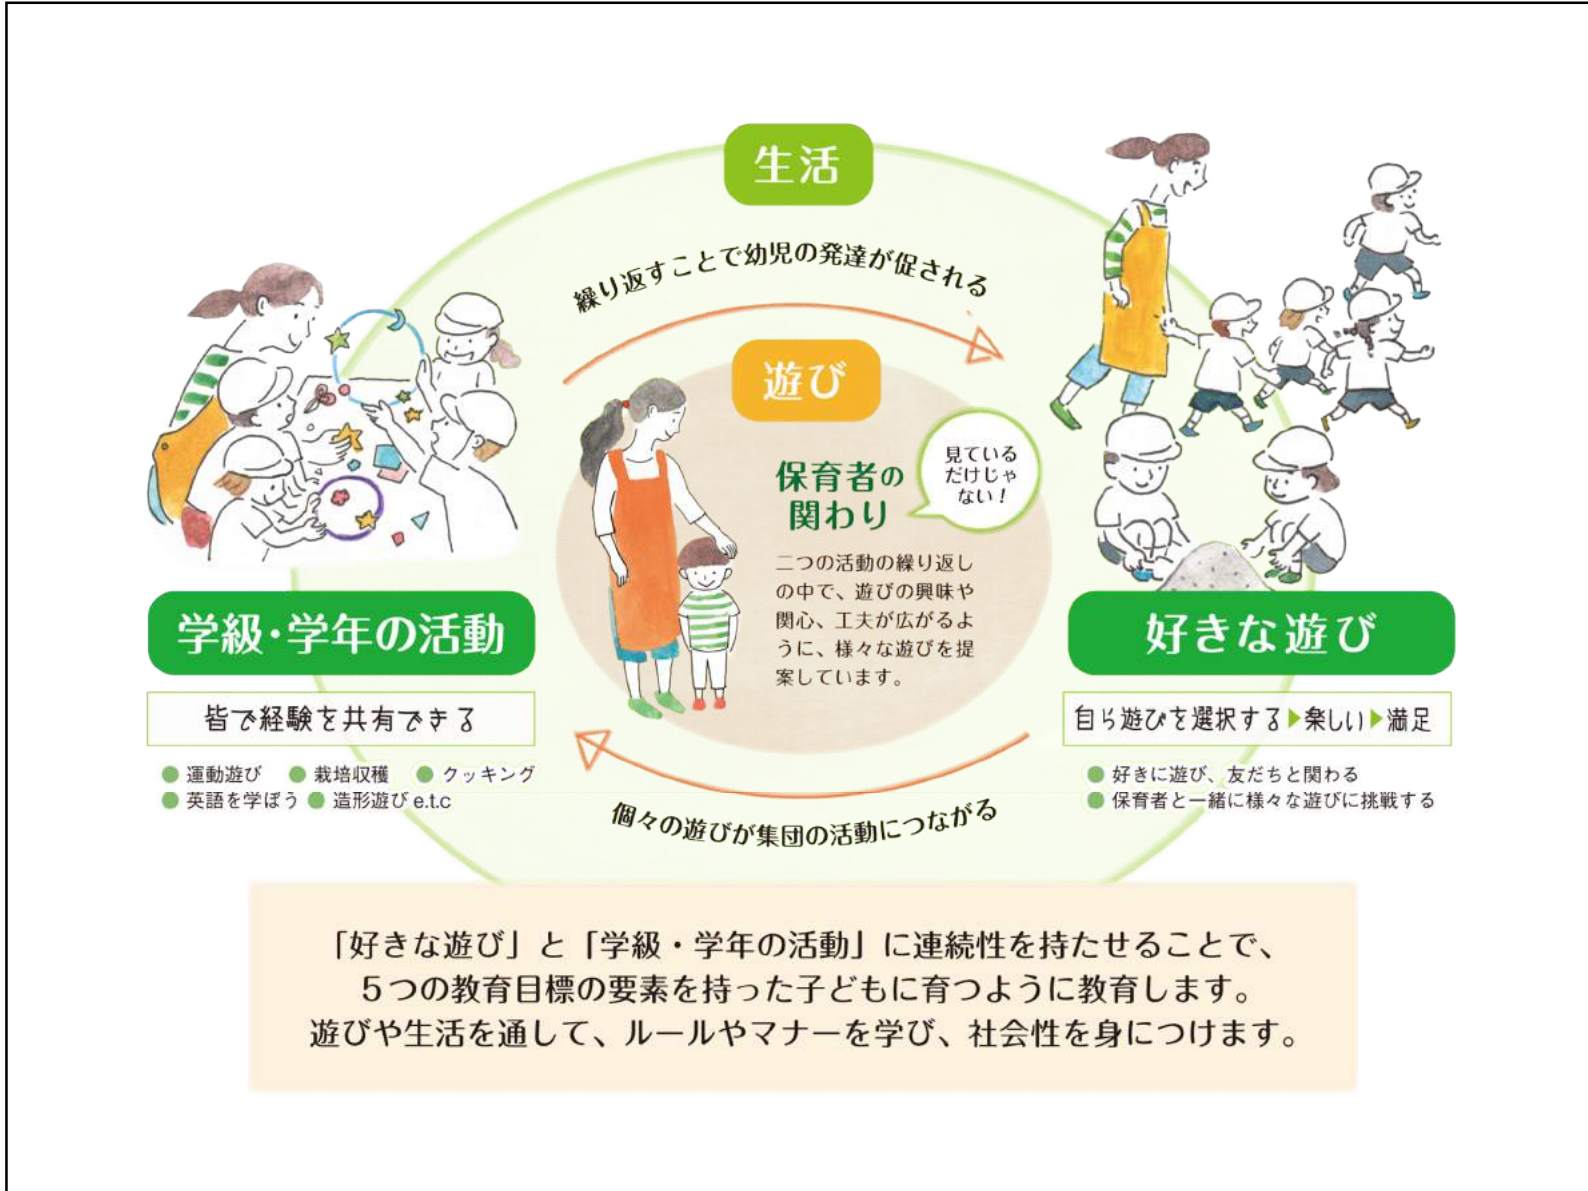 生活
繰り返すことで幼児の発達が促される
遊び
保育者の
関わり
見ている
だけじゃ
ない！
二つの活動の繰り返し
の中で、遊びの興味や
関心、工夫が広がるよ
うに、様々な遊びを提
案しています。
学級・学年の活動
皆で経験を共有できる
● 運動遊び ● 栽培収穫 ● クッキング
● 英語を学ぼう ● 造形遊び e.t.c
好きな遊び
自ら遊びを選択する▶楽しい▶満足
● 好きに遊び、友だちと関わる
● 保育者と一緒に様々な遊びに挑戦する
個々の遊びが集団の活動につながる
「好きな遊び」と「学級・学年の活動」に連続性を持たせることで、
５つの教育目標の要素を持った子どもに育つように教育します。
遊びや生活を通して、ルールやマナーを学び、社会性を身につけます。